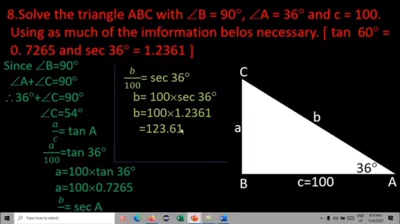 8.Solve the triangle ABC with ∠B = 90°, ∠A = 36° and c = 100.
Using as much of the imformation belos necessary. [ tan 60° =
0. 7265 and sec 36° = 1.2361 ]
Since ∠B=90°
∠A+∠C=90°
∴36°+∠C=90°
∠C=54°
a/c = tan A
a/100 =tan 36°
a=100×tan 36°
a=100×0.7265
b/c = sec A
b/100 = sec 36°
b= 100×sec 36°
b=100×1.2361
=123.61
C
a
b
36°
B
c=100
A